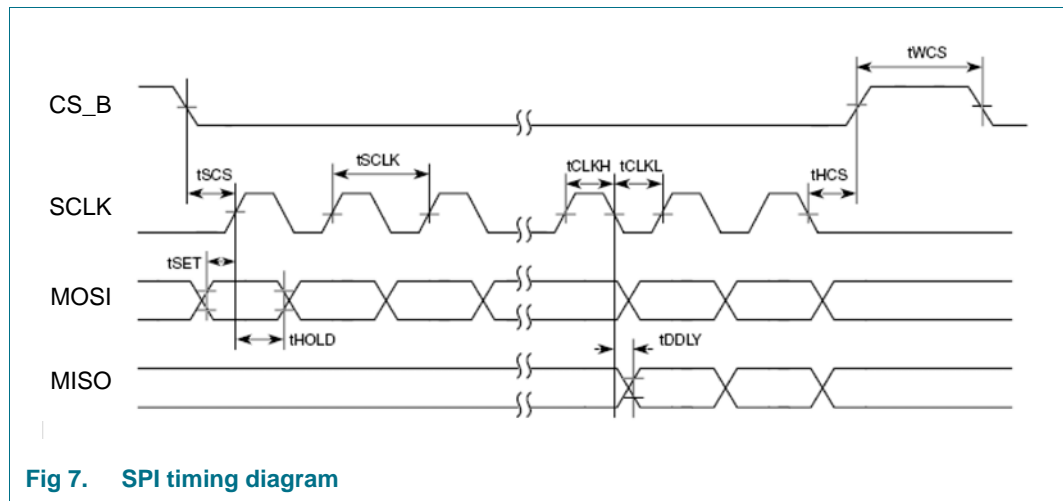 tWCS
CS_B
tSCS
tSCLK
tCLKH
tCLKL
tHCS
SCLK
tSET
MOSI
tHOLD
tDDLY
MISO
Fig 7. SPI timing diagram